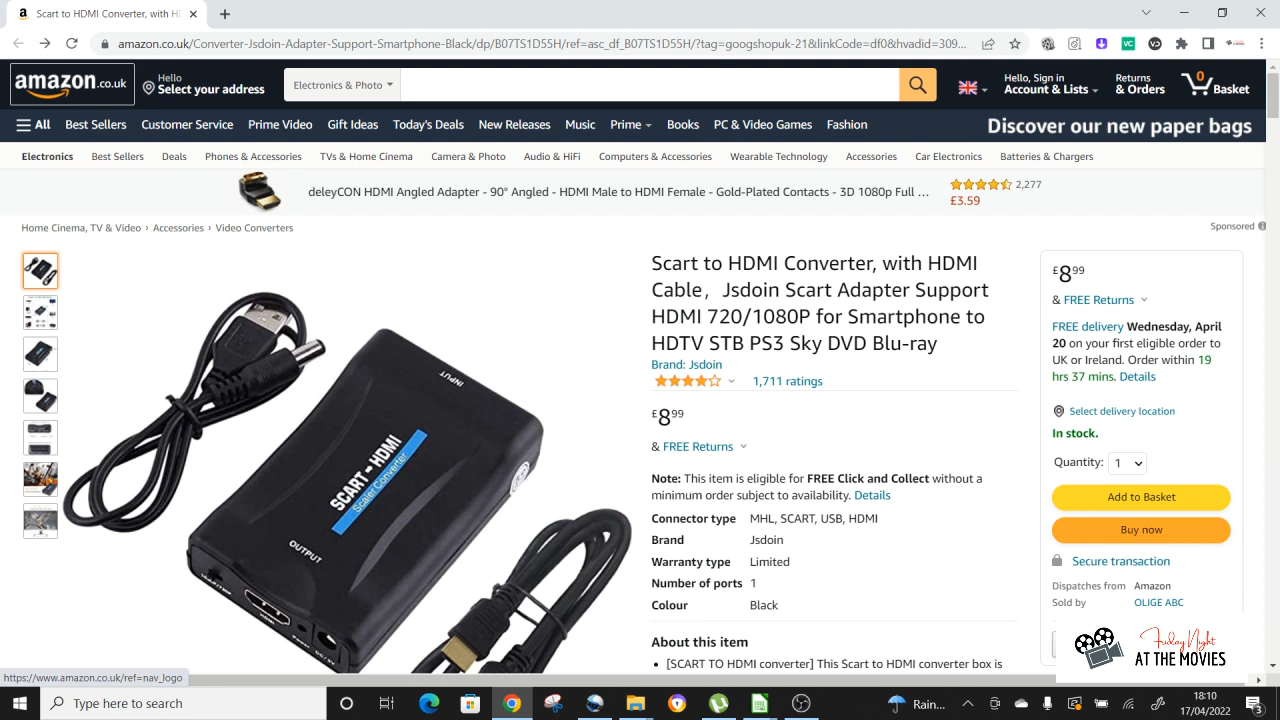 Scart to HDMI Converter, with H
amazon.co.uk/Converter-Jsdoin-Adapter-Support-Smartphone-Blck/dp/B07TS1D55H/ref=asc_df_B07TS1D55H/?tag=googshopuk-21&linkCode=df0&hvadid=309...
amazon.co.uk
Hello
Select your address
Electronics & Photo
Hello, Sign in
Account & Lists
Returns
& Orders
0
Basket
All Best Sellers Customer Service Prime Video Gift Ideas Today's Deals New Releases Music Prime Books PC & Video Games Fashion
Discover our new paper bags
Electronics Best Sellers Deals Phones & Accessories TVs & Home Cinema Camera & Photo Audio & HiFi Computers & Accessories Wearable Technology Accessories Car Electronics Batteries & Chargers
deleyCON HDMI Angled Adapter - 90° Angled - HDMI Male to HDMI Female - Gold-Plated Contacts - 3D 1080p Full ...
2,277
£3.59
Home Cinema, TV & Video › Accessories › Video Converters
Sponsored
INPUT
SCART HDMI
Scaler Converter
OUTPUT
HDMI
Power
DC/5V
Scart to HDMI Converter, with HDMI
Cable，Jsdoin Scart Adapter Support
HDMI 720/1080P for Smartphone to
HDTV STB PS3 Sky DVD Blu-ray
Brand: Jsdoin
1,711 ratings
£899
& FREE Returns
Note: This item is eligible for FREE Click and Collect without a
minimum order subject to availability. Details
Connector type MHL, SCART, USB, HDMI
Brand Jsdoin
Warranty type Limited
Number of ports 1
Colour Black
About this item
• [SCART TO HDMI converter] This Scart to HDMI converter box is
£899
& FREE Returns
FREE delivery Wednesday, April
20 on your first eligible order to
UK or Ireland. Order within 19
hrs 37 mins. Details
Select delivery location
In stock.
Quantity: 1
Add to Basket
Buy now
Secure transaction
Dispatches from Amazon
Sold by OLIGE ABC
Friday Night
AT THE MOVIES
https://www.amazon.co.uk/ref=nav_logo
Type here to search
Rain...
18:10
17/04/2022
3